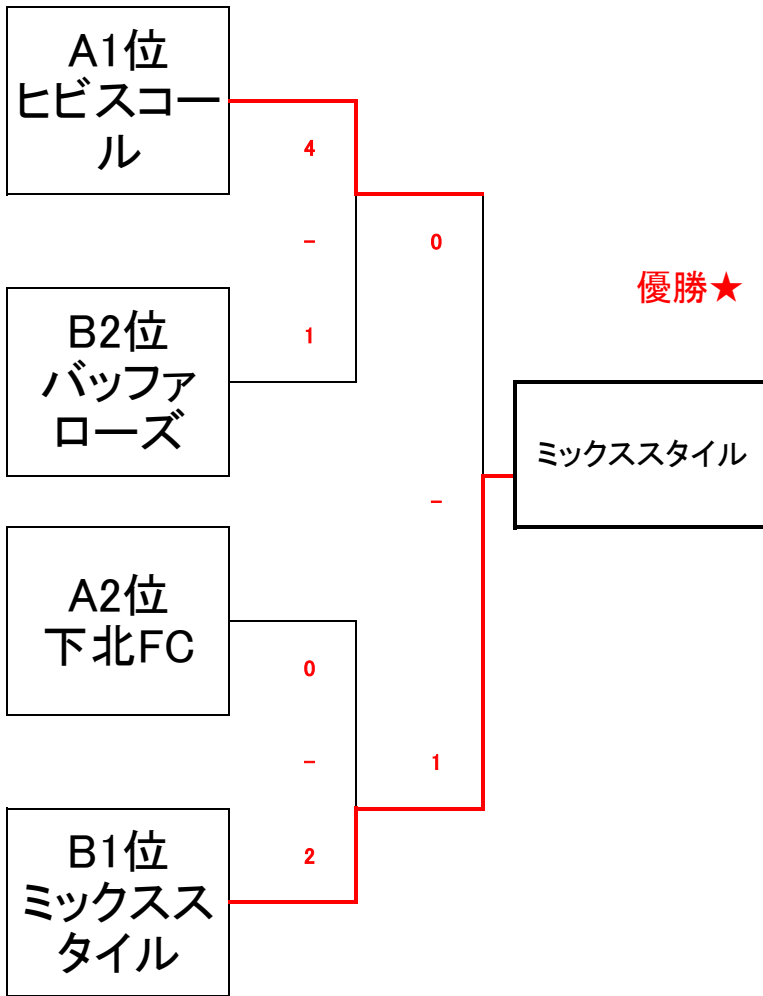 A1位
ヒビスコー
ル
4
-
1
B2位
バッファ
ローズ
0
-
1
優勝★
ミックススタイル
A2位
下北FC
0
-
2
B1位
ミックスス
タイル